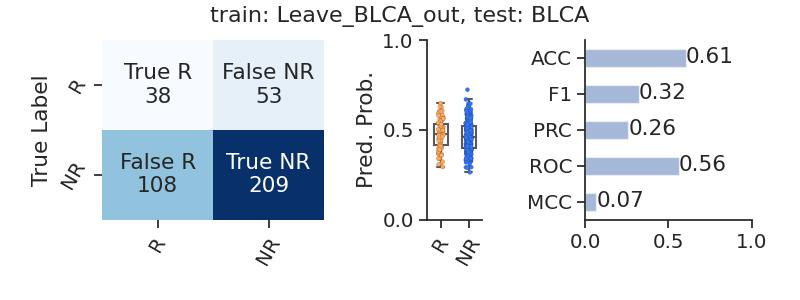 train: Leave_BLCA_out, test: BLCA
True Label
R
NR
True R
38
False NR
53
False R
108
True NR
209
R
NR
Pred. Prob.
1.0
0.5
0.0
R
NR
ACC
0.61
F1
0.32
PRC
0.26
ROC
0.56
MCC
0.07
0.0
0.5
1.0